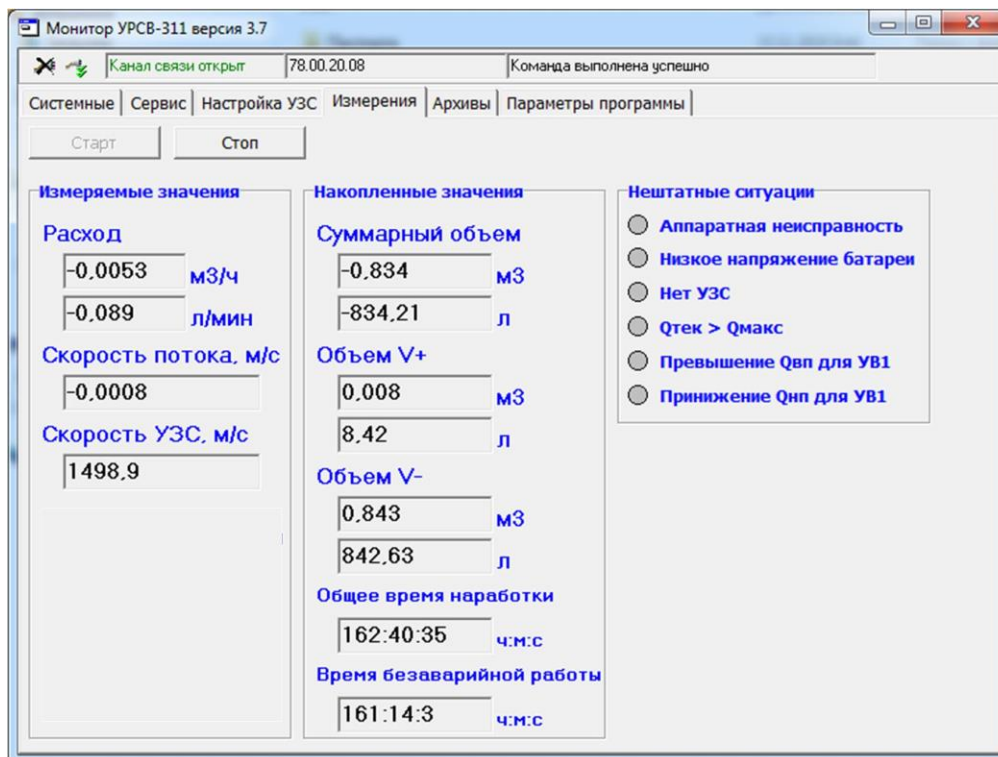 Монитор УРСВ-311 версия 3.7
Канал связи открыт 78.00.20.08 Команда выполнена успешно
Системные Сервис Настройка УЗС Измерения Архивы Параметры программы
Старт Стоп
Измеряемые значения
Расход
-0,0053 м3/ч
-0,089 л/мин
Скорость потока, м/с
-0,0008
Скорость УЗС, м/с
1498,9
Накопленные значения
Суммарный объем
-0,834 м3
-834,21 л
Объем V+
0,008 м3
8,42 л
Объем V-
0,843 м3
842,63 л
Общее время наработки
162:40:35 ч:м:с
Время безаварийной работы
161:14:3 ч:м:с
Нештатные ситуации
Аппаратная неисправность
Низкое напряжение батареи
Нет УЗС
Qтек > Qмакс
Превышение Qвп для УВ1
Принижение Qнп для УВ1